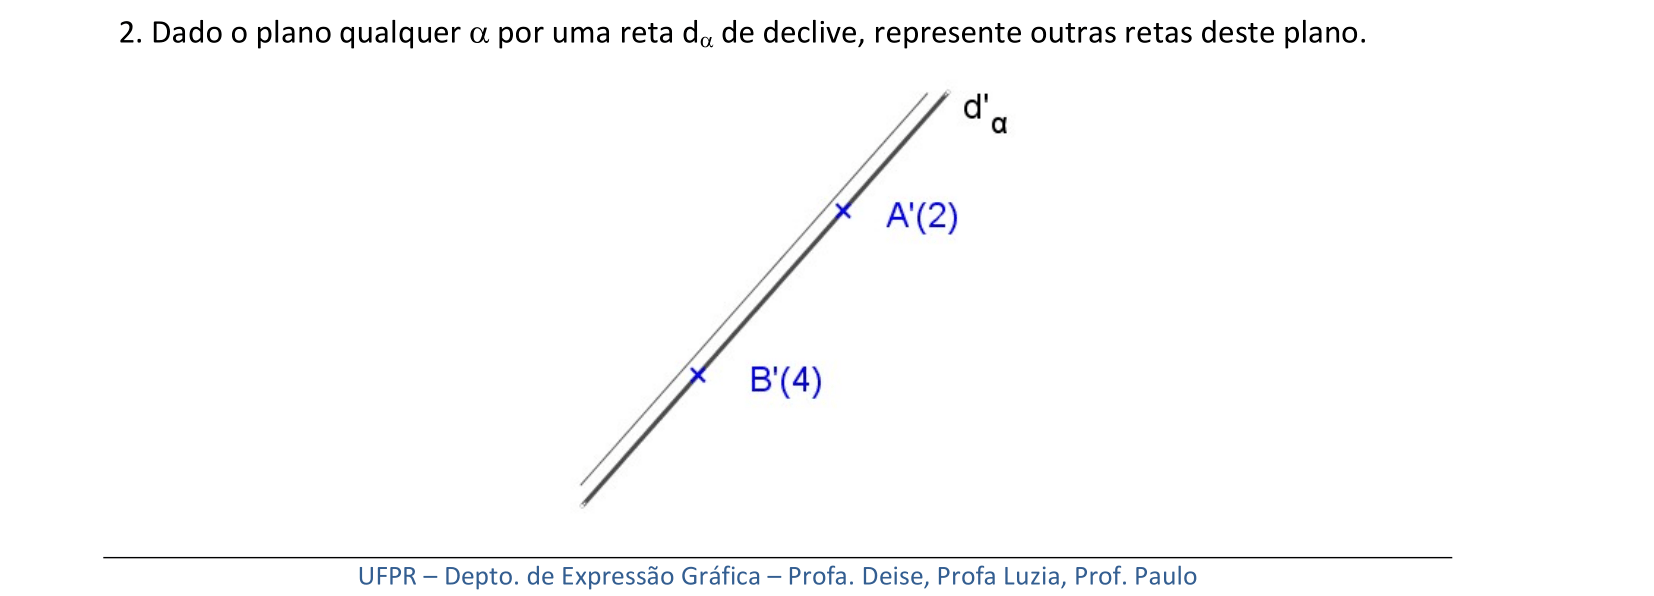 2. Dado o plano qualquer α por uma reta dα de declive, represente outras retas deste plano.
d'α
A'(2)
B'(4)
UFPR – Depto. de Expressão Gráfica – Profa. Deise, Profa Luzia, Prof. Paulo